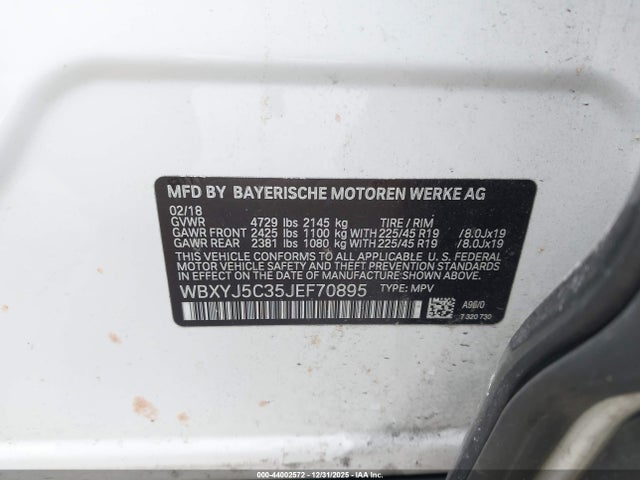 MFD BY BAYERISCHE MOTOREN WERKE AG
02/18
GVWR 4729 lbs 2145 kg TIRE / RIM
GAWR FRONT 2425 lbs 1100 kg WITH 225/45 R19 /8.0Jx19
GAWR REAR 2381 lbs 1080 kg WITH 225/45 R19 /8.0Jx19
THIS VEHICLE CONFORMS TO ALL APPLICABLE U. S. FEDERAL
MOTOR VEHICLE SAFETY AND THEFT PREVENTION STANDARDS
IN EFFECT ON THE DATE OF MANUFACTURE SHOWN ABOVE.
WBXYJ5C35JEF70895 TYPE: MPV
A96/0
7 320 730
000-44002572 - 12/31/2025 - IAAI.COM